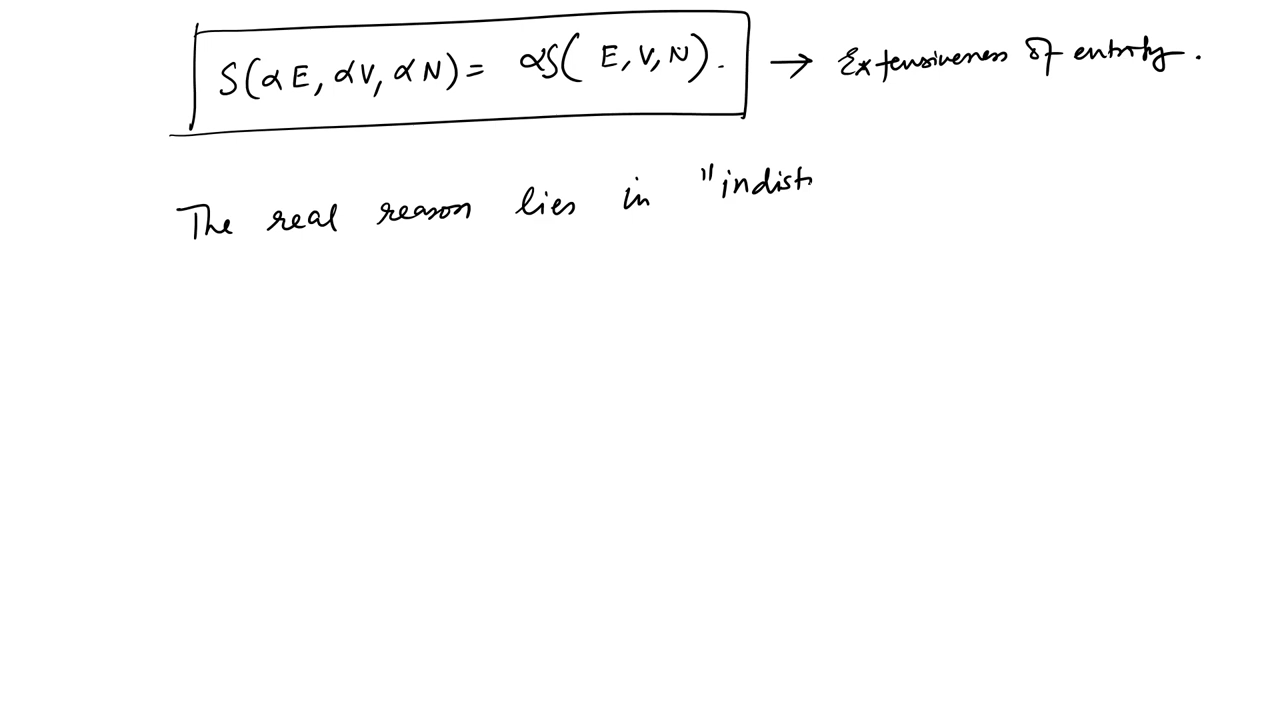 S(αE, αV, αN) = αS(E, V, N). → Extensiveness of entropy.
The real reason lies in "indist